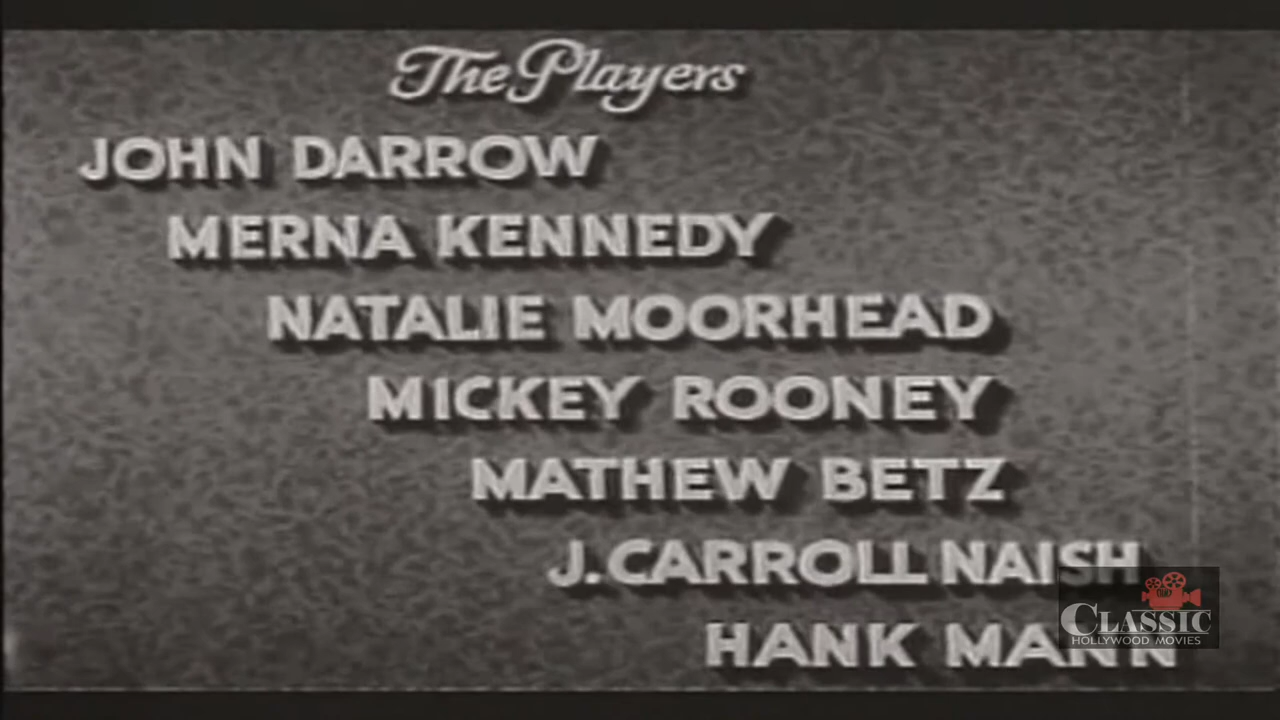 The Players
JOHN DARROW
MERNA KENNEDY
NATALIE MOORHEAD
MICKEY ROONEY
MATHEW BETZ
J. CARROLL NAISH
HANK MANN
CLASSIC
HOLLYWOOD MOVIES